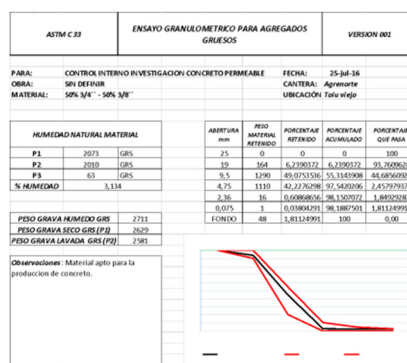 ASTM C 33
ENSAYO GRANULOMETRICO PARA AGREGADOS GRUESOS
VERSION 001
PARA: CONTROL INTERNO INVESTIGACION CONCRETO PERMEABLE FECHA: 25-jul-16
OBRA: SIN DEFINIR CANTERA: Agrenorte
MATERIAL: 50% 3/4´´ - 50% 3/8´´ UBICACIÓN Tolu viejo
HUMEDAD NATURAL MATERIAL
P1 2073 GRS
P2 2010 GRS
P3 63 GRS
% HUMEDAD 3,134
PESO GRAVA HUMEDO GRS 2711
PESO GRAVA SECO GRS (P1) 2629
PESO GRAVA LAVADA GRS (P2) 2581
Observaciones: Material apto para la
produccion de concreto.
ABERTURA mm PESO MATERIAL RETENIDO PORCENTAJE RETENIDO PORCENTAJE ACUMULADO PORCENTAJE QUE PASA
25 0 0 0 100
19 164 6,2390372 6,2390372 93,7609628
9,5 1290 49,0753536 55,3143908 44,6856092
4,75 1110 42,2276298 97,5420206 2,45797937
2,36 16 0,60868656 98,1507072 1,84929282
0,075 1 0,03804291 98,1887501 1,81124991
FONDO 48 1,81124991 100 0,00